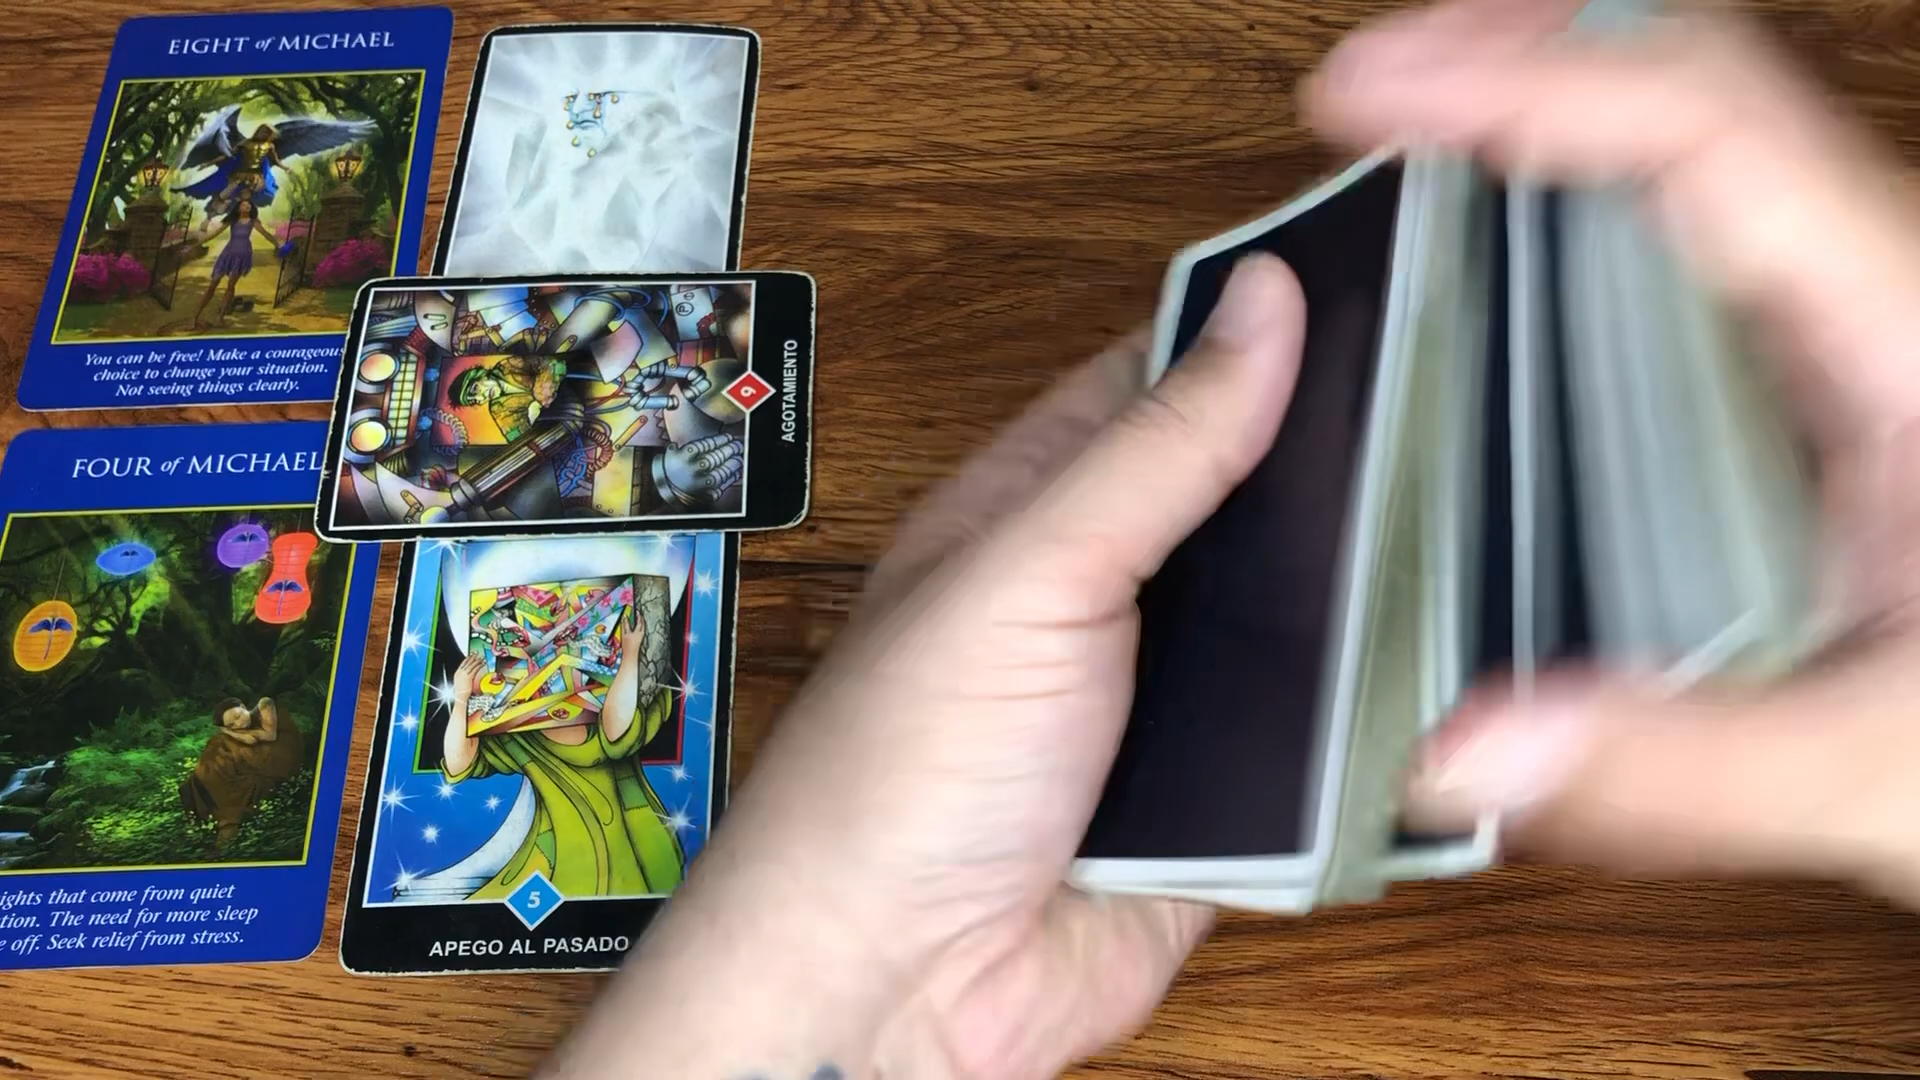 EIGHT of MICHAEL
You can be free! Make a courageous
choice to change your situation.
Not seeing things clearly.
FOUR of MICHAEL
ights that come from quiet
tion. The need for more sleep
e off. Seek relief from stress.
9
AGOTAMIENTO
5
APEGO AL PASADO